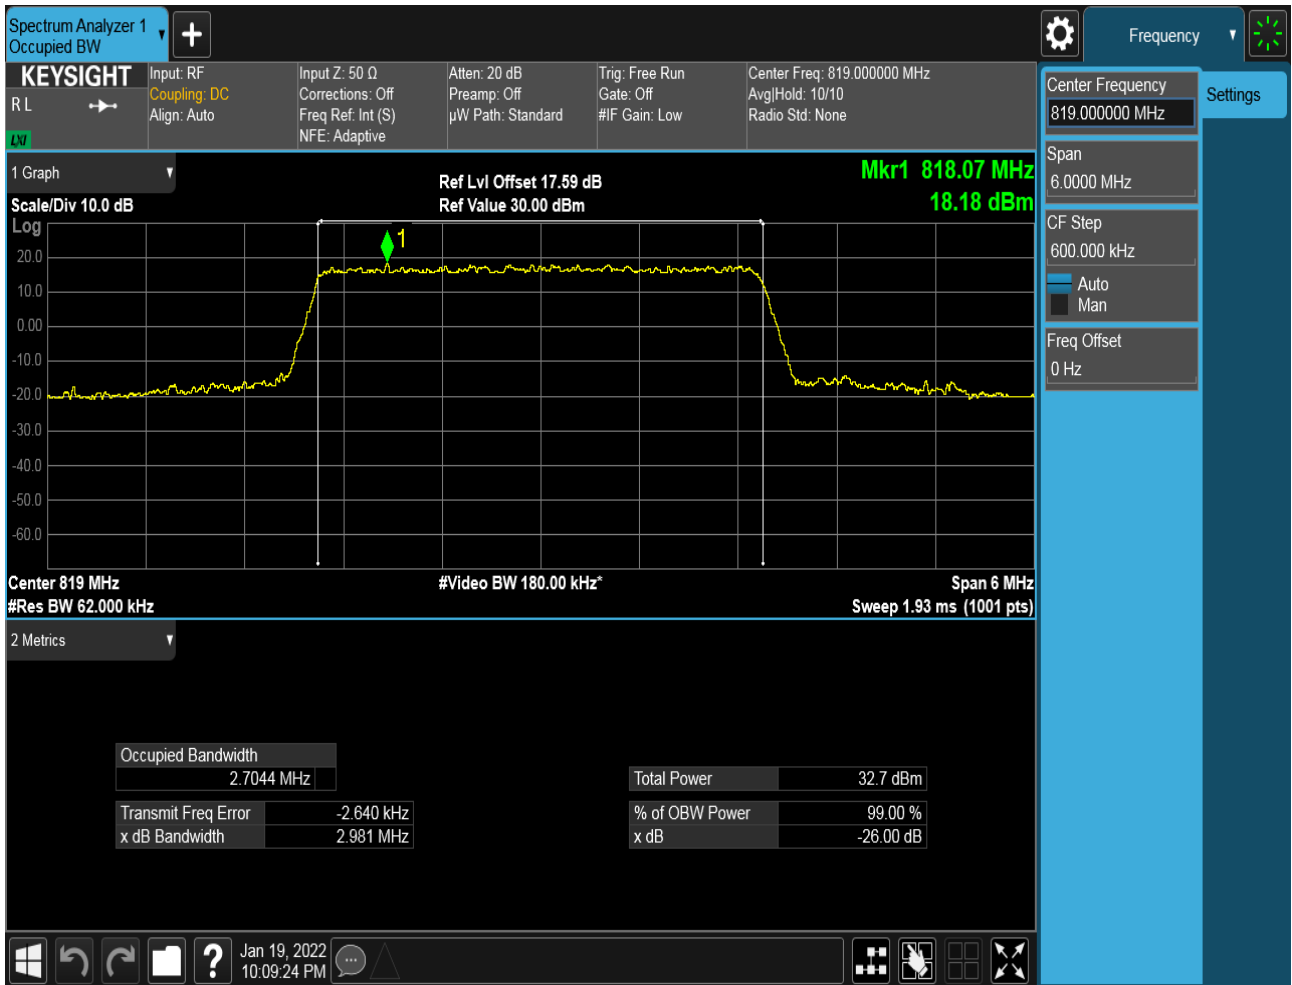 Spectrum Analyzer 1
Occupied BW
Frequency
KEYSIGHT
R L
LXI
Input: RF
Coupling: DC
Align: Auto
Input Z: 50 Ω
Corrections: Off
Freq Ref: Int (S)
NFE: Adaptive
Atten: 20 dB
Preamp: Off
µW Path: Standard
Trig: Free Run
Gate: Off
#IF Gain: Low
Center Freq: 819.000000 MHz
Avg|Hold: 10/10
Radio Std: None
Center Frequency
819.000000 MHz
Settings
Span
6.0000 MHz
CF Step
600.000 kHz
Auto
Man
Freq Offset
0 Hz
1 Graph
Scale/Div 10.0 dB
Ref Lvl Offset 17.59 dB
Ref Value 30.00 dBm
Mkr1 818.07 MHz
18.18 dBm
Log
1
20.0
10.0
0.00
-10.0
-20.0
-30.0
-40.0
-50.0
-60.0
Center 819 MHz
#Video BW 180.00 kHz*
Span 6 MHz
#Res BW 62.000 kHz
Sweep 1.93 ms (1001 pts)
2 Metrics
Occupied Bandwidth
2.7044 MHz
Total Power 32.7 dBm
Transmit Freq Error -2.640 kHz
% of OBW Power 99.00 %
x dB Bandwidth 2.981 MHz
x dB -26.00 dB
?
Jan 19, 2022
10:09:24 PM